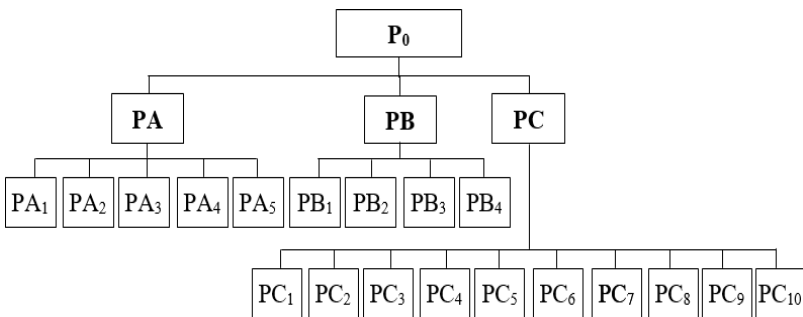 P₀
PA PB PC
PA₁ PA₂ PA₃ PA₄ PA₅ PB₁ PB₂ PB₃ PB₄
PC₁ PC₂ PC₃ PC₄ PC₅ PC₆ PC₇ PC₈ PC₉ PC₁₀